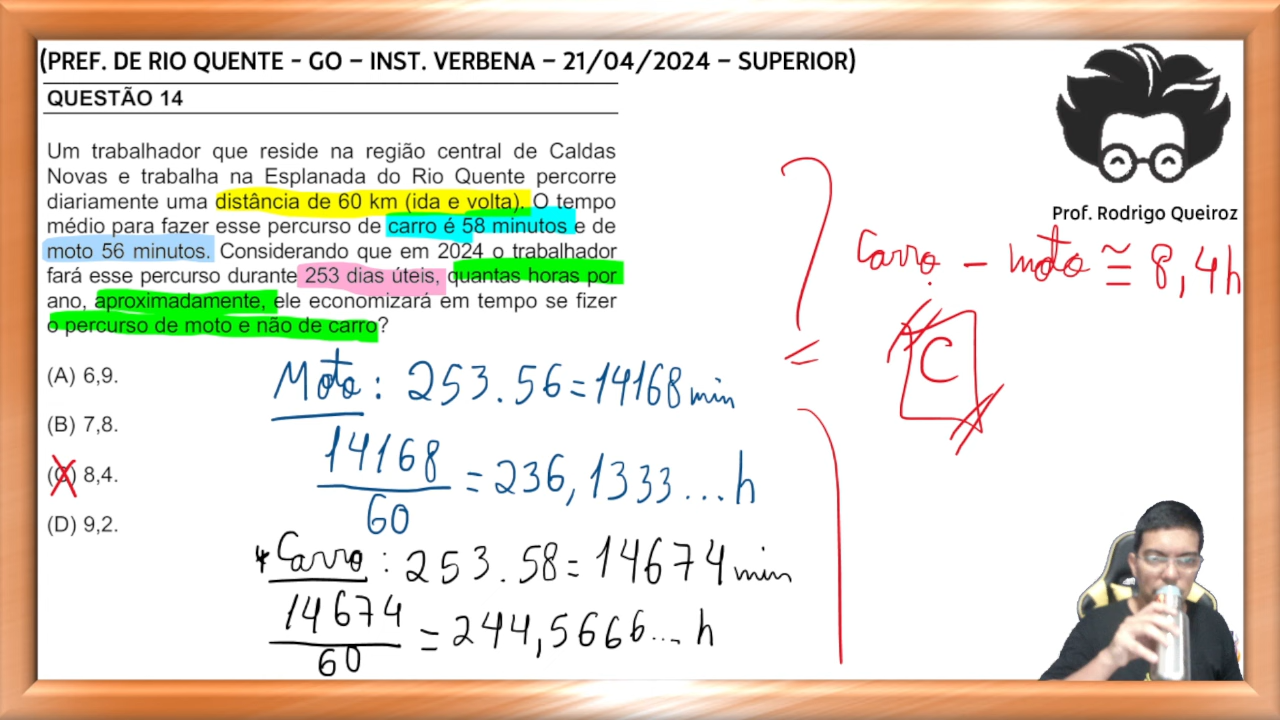 (PREF. DE RIO QUENTE - GO – INST. VERBENA – 21/04/2024 – SUPERIOR)
QUESTÃO 14
Um trabalhador que reside na região central de Caldas
Novas e trabalha na Esplanada do Rio Quente percorre
diariamente uma distância de 60 km (ida e volta). O tempo
médio para fazer esse percurso de carro é 58 minutos e de
moto 56 minutos. Considerando que em 2024 o trabalhador
fará esse percurso durante 253 dias úteis, quantas horas por
ano, aproximadamente, ele economizará em tempo se fizer
o percurso de moto e não de carro?
(A) 6,9.
(B) 7,8.
(C) 8,4.
(D) 9,2.
Moto: 253.56=14168min
14168
60
=236,1333...h
*Carro: 253.58=14674min
14674
60
=244,5666...h
Prof. Rodrigo Queiroz
Carro - moto ≅ 8,4h
C